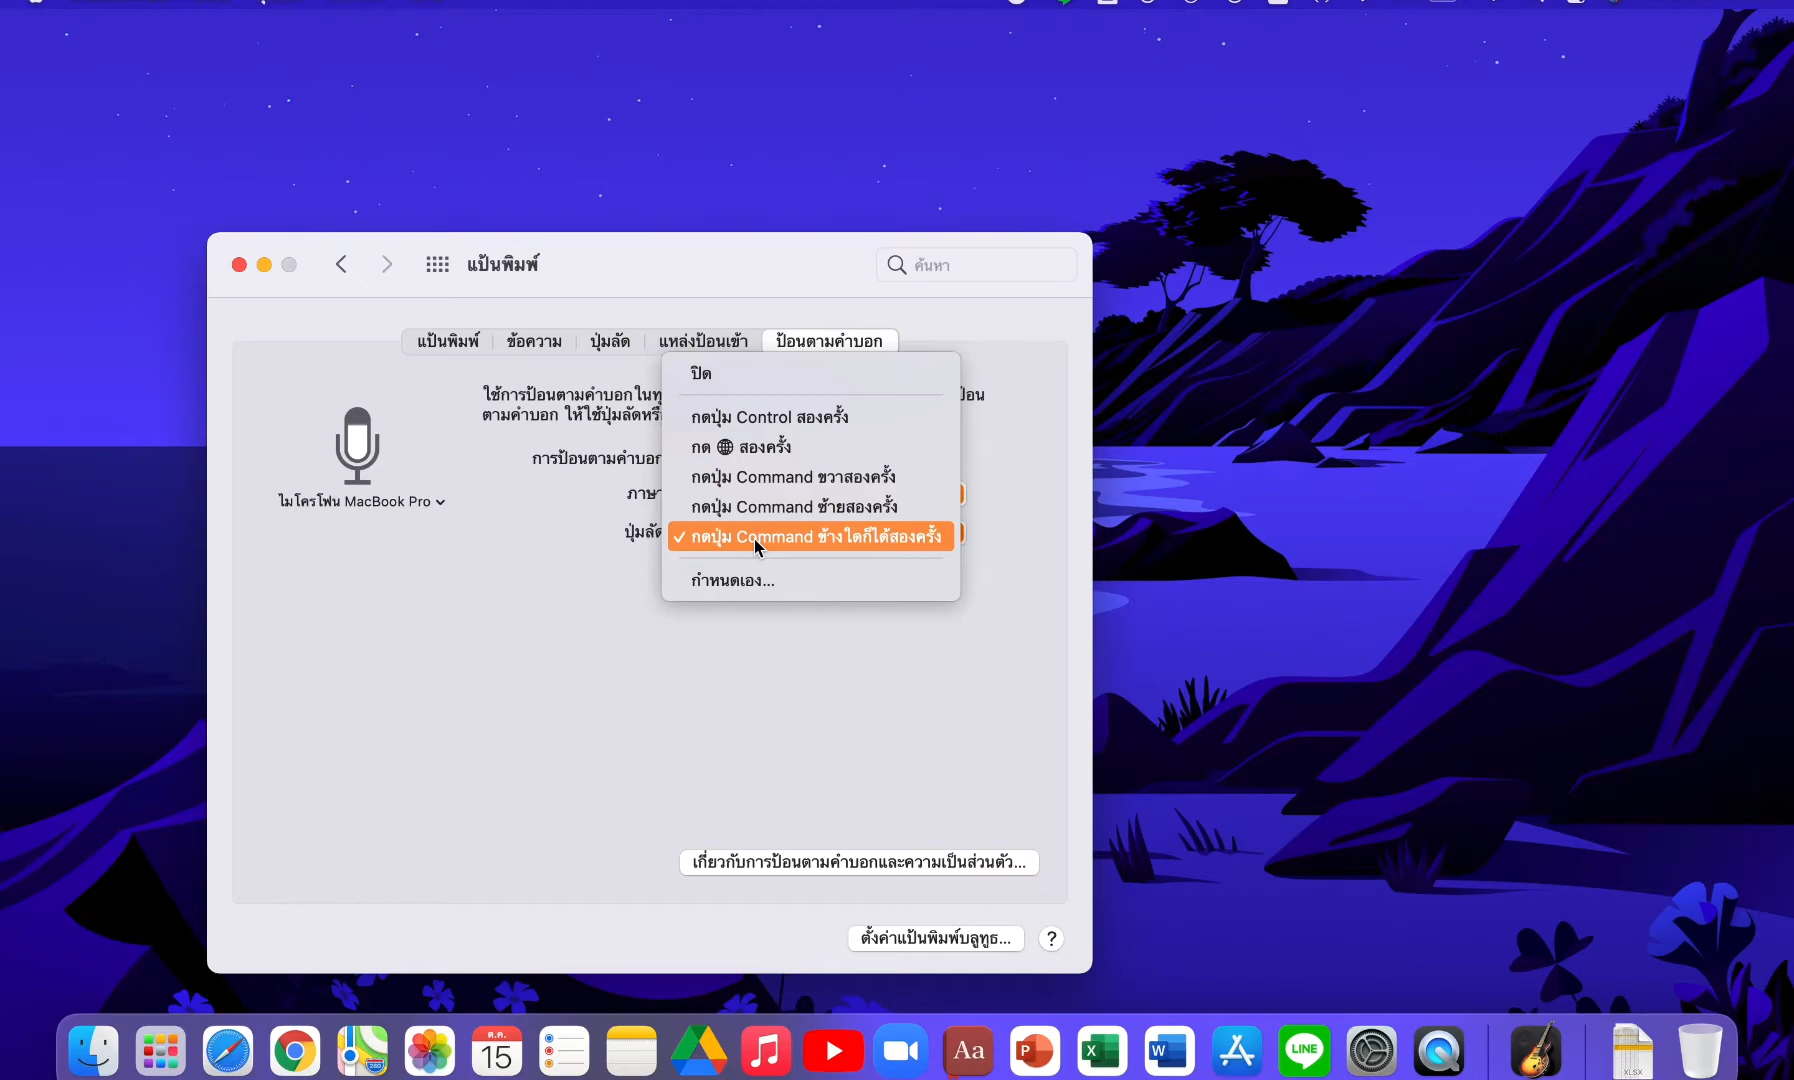 แป้นพิมพ์
ค้นหา
แป้นพิมพ์
ข้อความ
ปุ่มลัด
แหล่งป้อนเข้า
ป้อนตามคำบอก
ปิด
ใช้การป้อนตามคำบอกในทุ
ป้อน
ตามคำบอก ให้ใช้ปุ่มลัดหรื
กดปุ่ม Control สองครั้ง
กด สองครั้ง
การป้อนตามคำบอก
กดปุ่ม Command ขวาสองครั้ง
ภาษา
ไมโครโฟน MacBook Pro
กดปุ่ม Command ซ้ายสองครั้ง
ปุ่มลัด
กดปุ่ม Command ข้างใดก็ได้สองครั้ง
กำหนดเอง...
เกี่ยวกับการป้อนตามคำบอกและความเป็นส่วนตัว...
ตั้งค่าแป้นพิมพ์บลูทูธ...
?
ต.ค.
15
280
Aa
P
X
W
LINE
XLSX